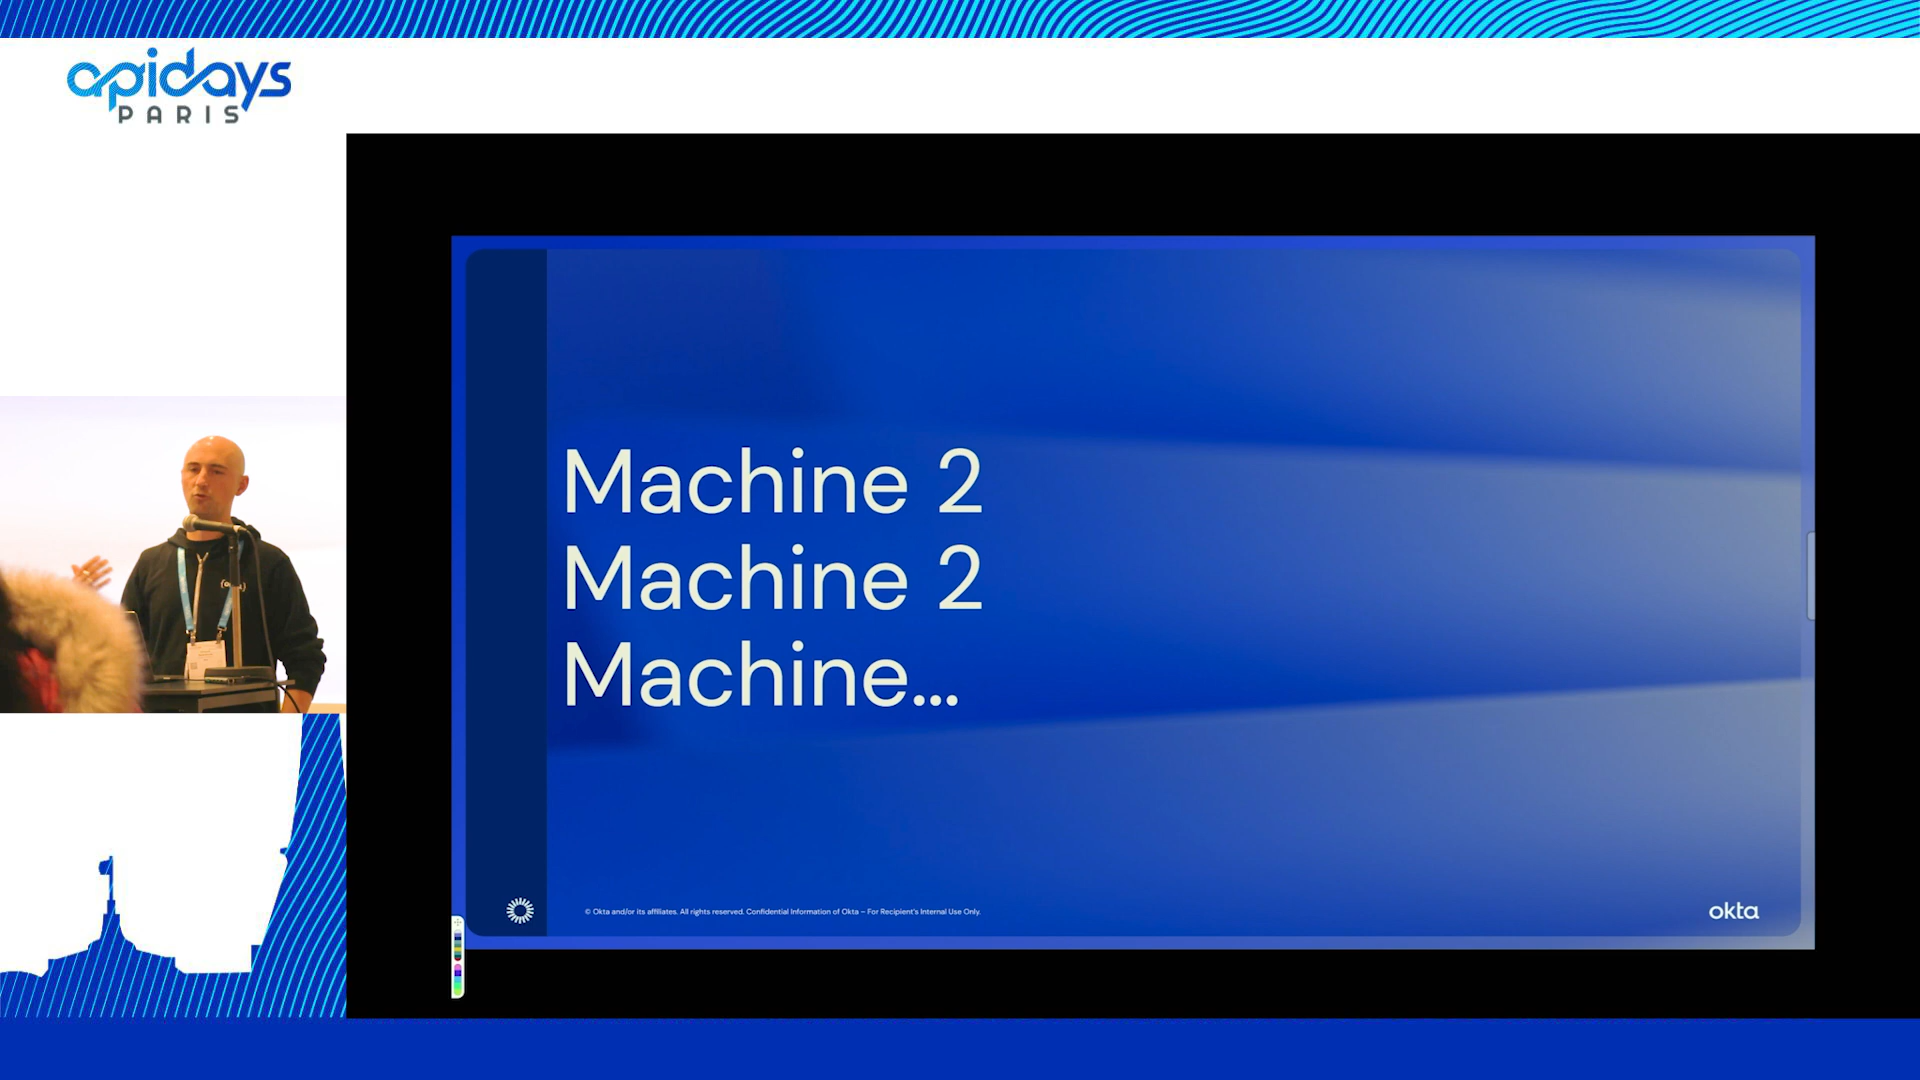 apidays
PARIS
Machine 2
Machine 2
Machine...
© Okta and/or its affiliates. All rights reserved. Confidential Information of Okta – For Recipient's Internal Use Only.
okta